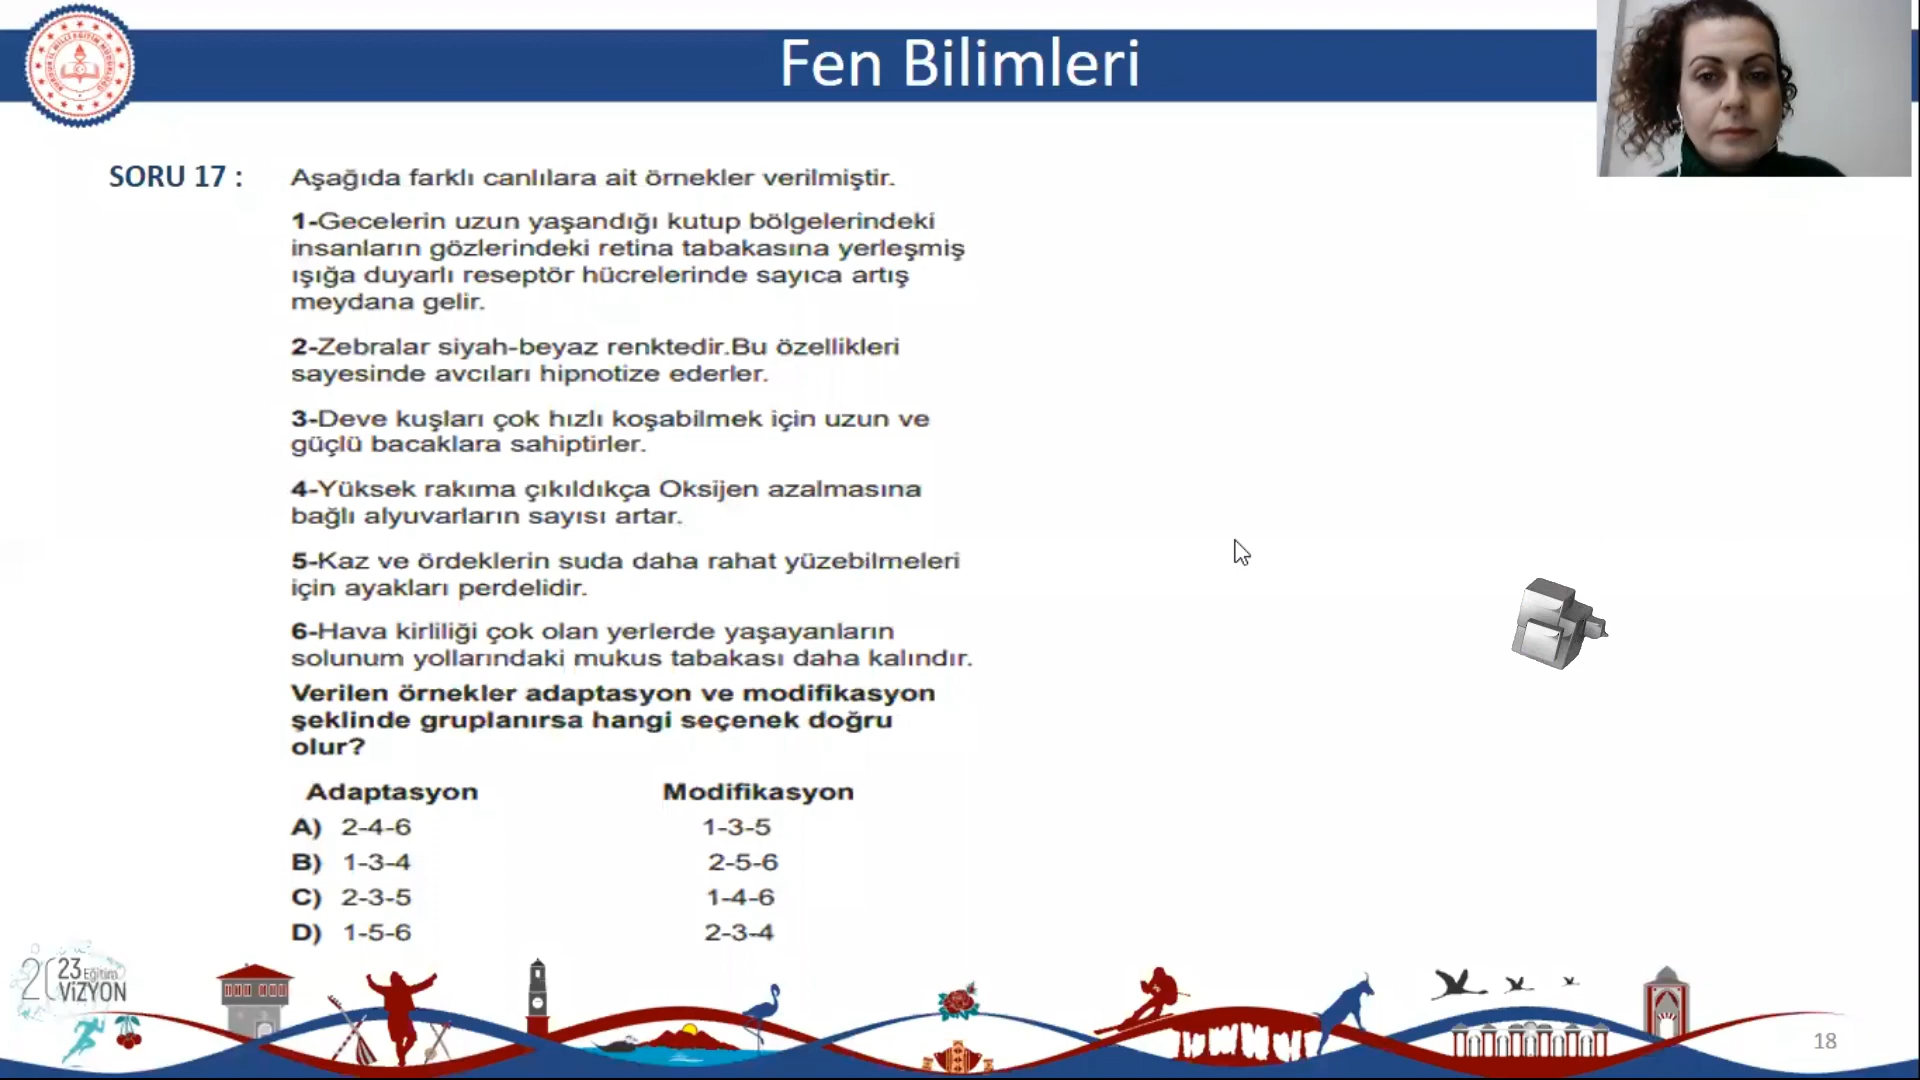 Fen Bilimleri
SORU 17 :
Aşağıda farklı canlılara ait örnekler verilmiştir.
1-Gecelerin uzun yaşandığı kutup bölgelerindeki
insanların gözlerindeki retina tabakasına yerleşmiş
ışığa duyarlı reseptör hücrelerinde sayıca artış
meydana gelir.
2-Zebralar siyah-beyaz renktedir.Bu özellikleri
sayesinde avcıları hipnotize ederler.
3-Deve kuşları çok hızlı koşabilmek için uzun ve
güçlü bacaklara sahiptirler.
4-Yüksek rakıma çıkıldıkça Oksijen azalmasına
bağlı alyuvarların sayısı artar.
5-Kaz ve ördeklerin suda daha rahat yüzebilmeleri
için ayakları perdelidir.
6-Hava kirliliği çok olan yerlerde yaşayanların
solunum yollarındaki mukus tabakası daha kalındır.
Verilen örnekler adaptasyon ve modifikasyon
şeklinde gruplanırsa hangi seçenek doğru
olur?
Adaptasyon Modifikasyon
A) 2-4-6 1-3-5
B) 1-3-4 2-5-6
C) 2-3-5 1-4-6
D) 1-5-6 2-3-4
2023 Eğitim
VİZYON
18